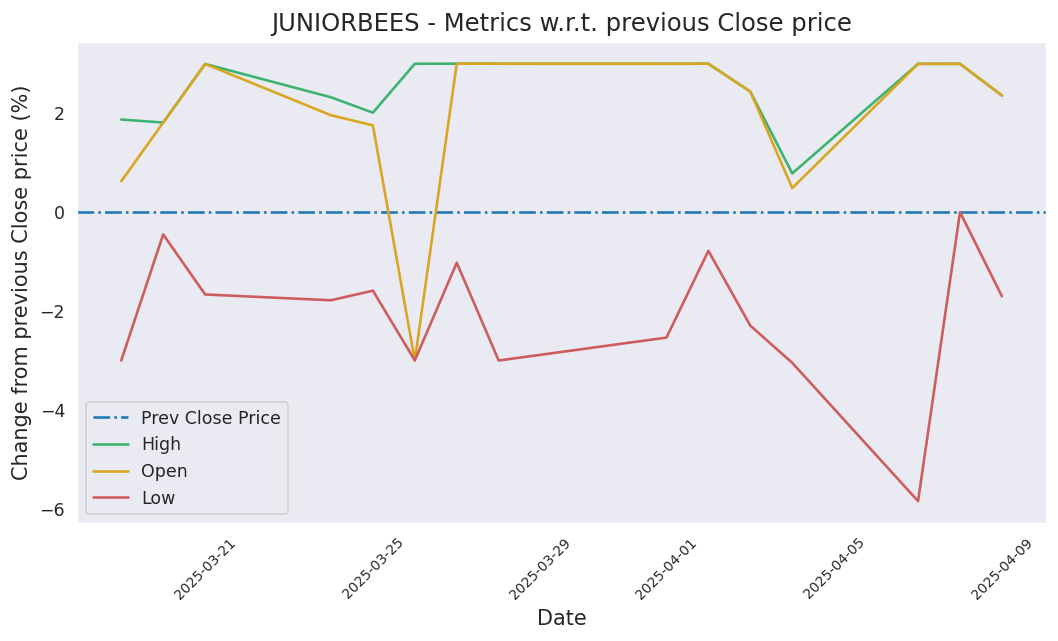 JUNIORBEES - Metrics w.r.t. previous Close price
Change from previous Close price (%)
2
0
−2
−4
−6
Prev Close Price
High
Open
Low
2025-03-21
2025-03-25
2025-03-29
2025-04-01
2025-04-05
2025-04-09
Date